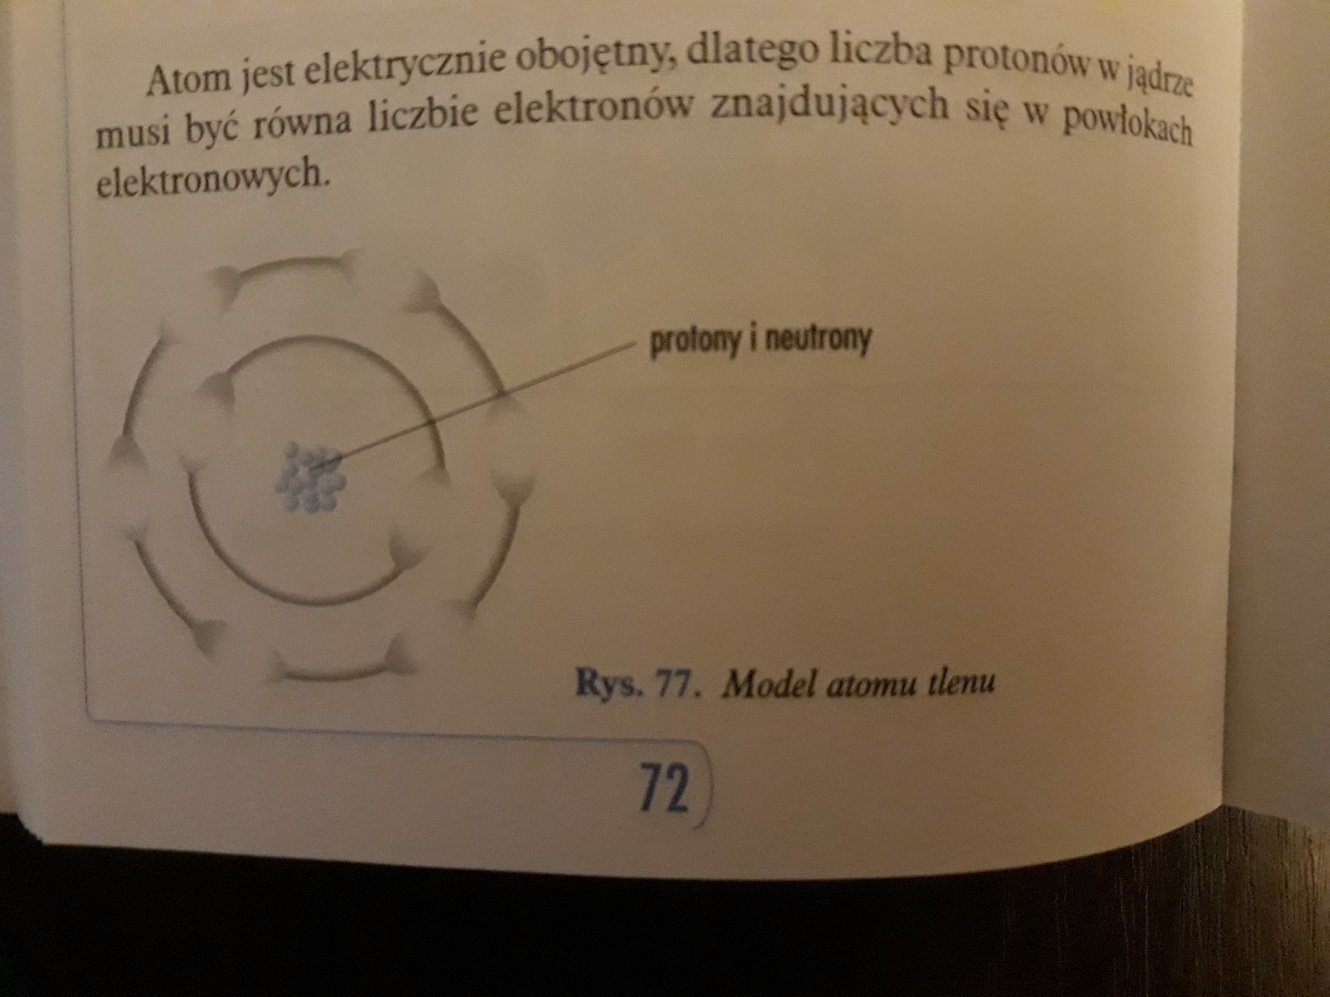 Atom jest elektrycznie obojętny, dlatego liczba protonów w jądrze
musi być równa liczbie elektronów znajdujących się w powłokach
elektronowych.
protony i neutrony
Rys. 77. Model atomu tlenu
72